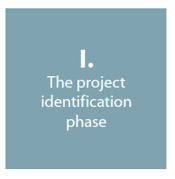 I.
The project
identification
phase